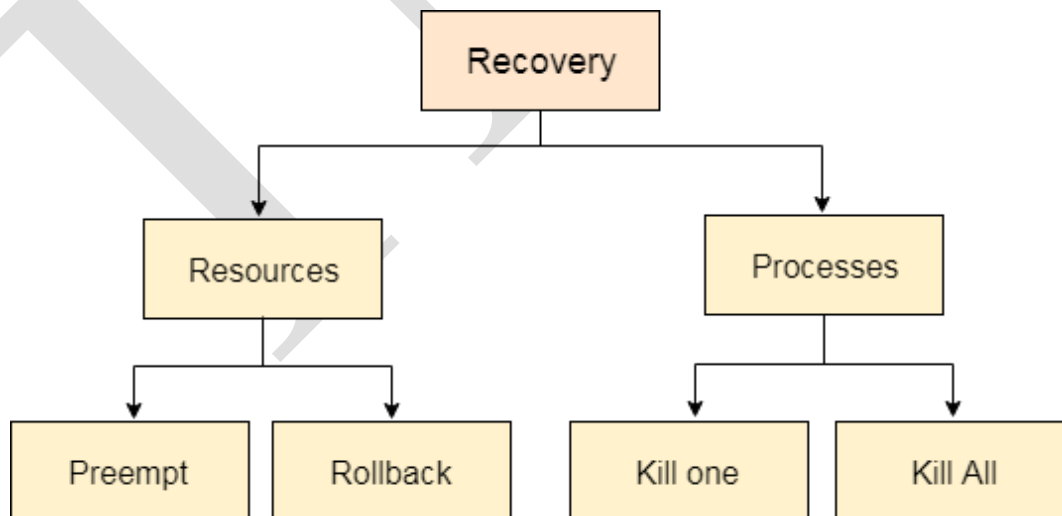 Recovery
Resources
Processes
Preempt
Rollback
Kill one
Kill All